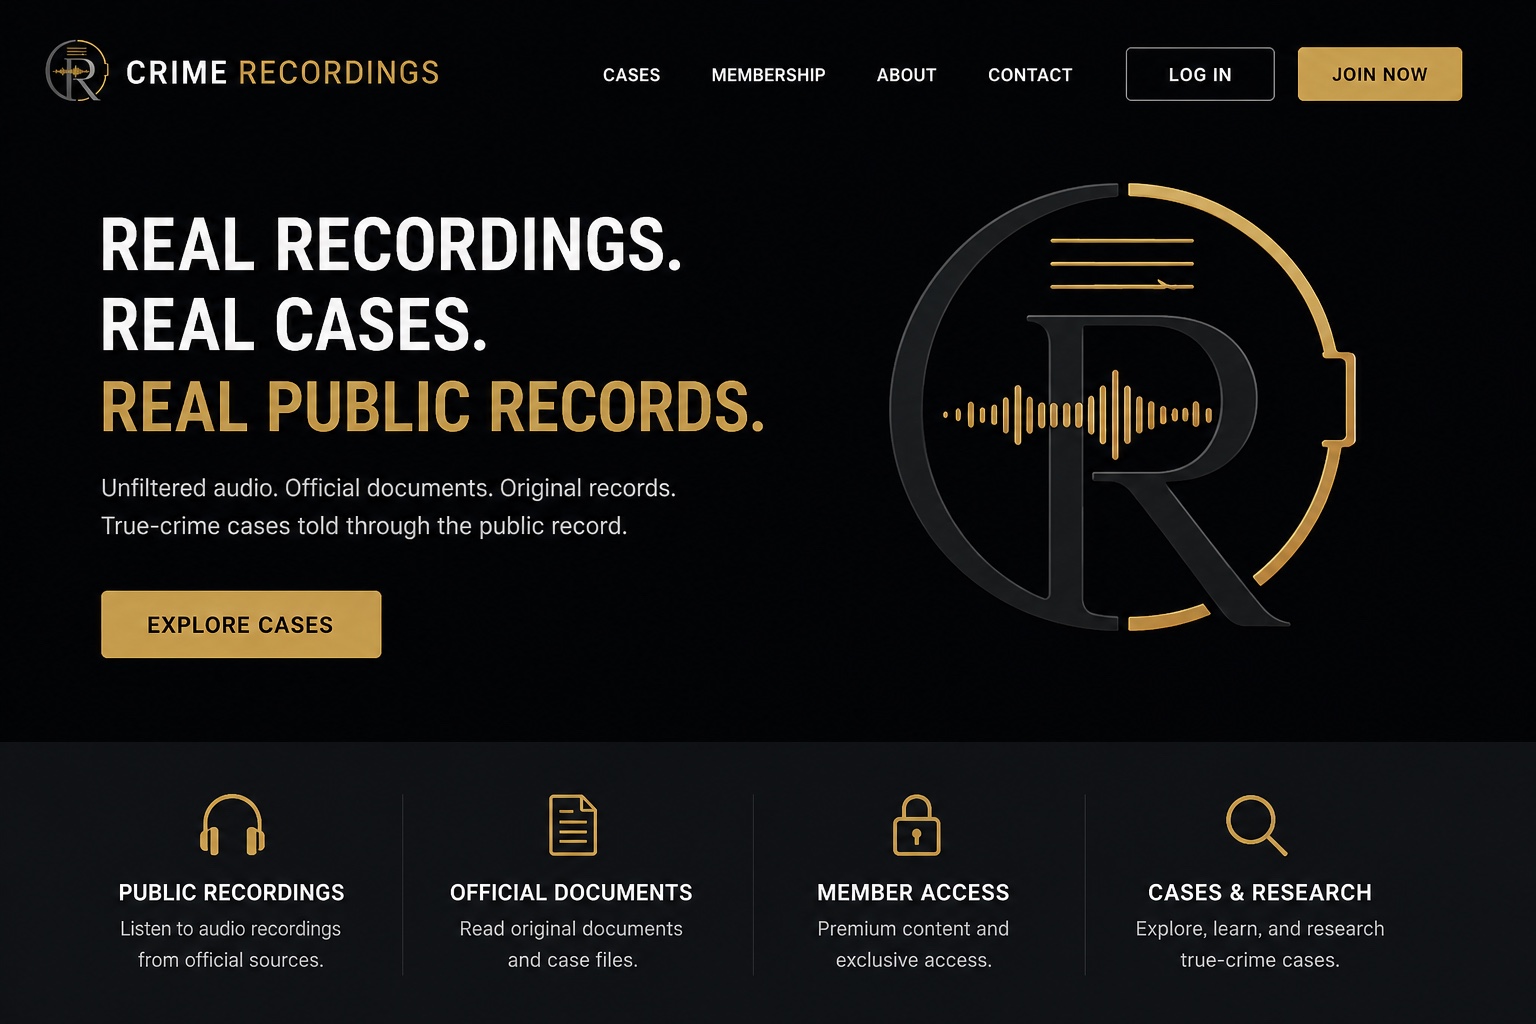 CRIME RECORDINGS
CASES
MEMBERSHIP
ABOUT
CONTACT
LOG IN
JOIN NOW
REAL RECORDINGS.
REAL CASES.
REAL PUBLIC RECORDS.
Unfiltered audio. Official documents. Original records.
True-crime cases told through the public record.
EXPLORE CASES
R
PUBLIC RECORDINGS
Listen to audio recordings
from official sources.
OFFICIAL DOCUMENTS
Read original documents
and case files.
MEMBER ACCESS
Premium content and
exclusive access.
CASES & RESEARCH
Explore, learn, and research
true-crime cases.